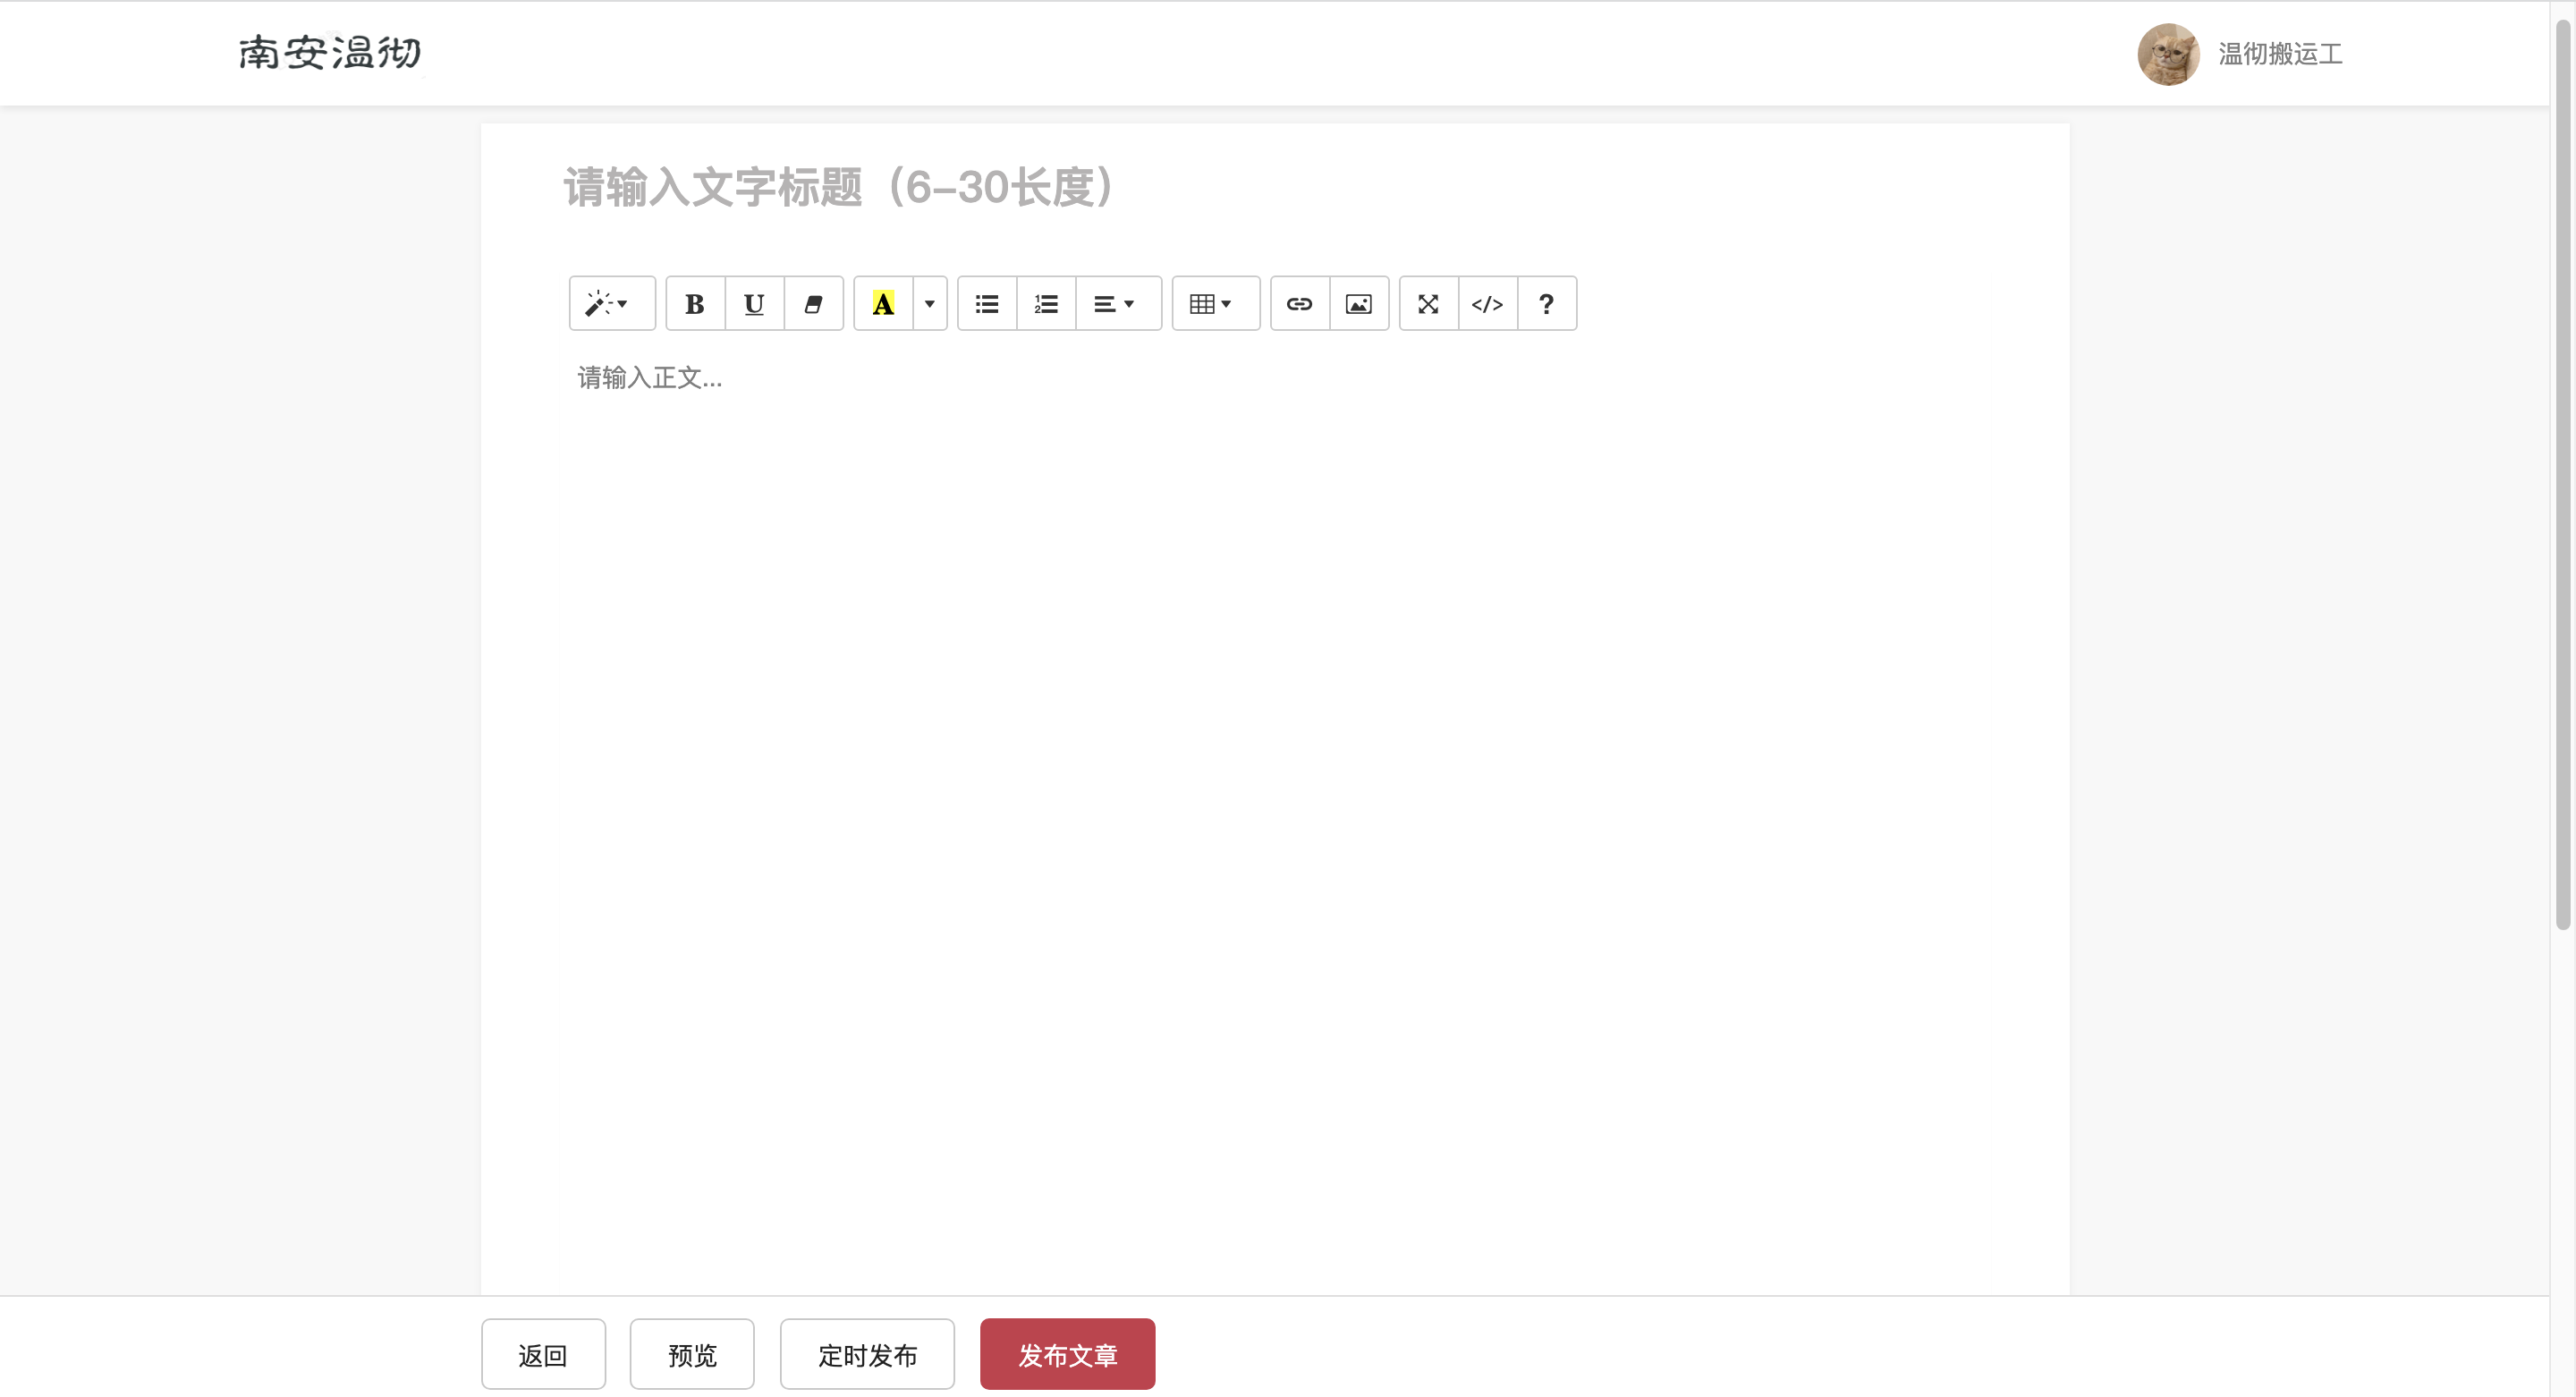 南安温彻
温彻搬运工
请输入文字标题（6-30长度）
B U A </> ?
请输入正文...
返回 预览 定时发布 发布文章